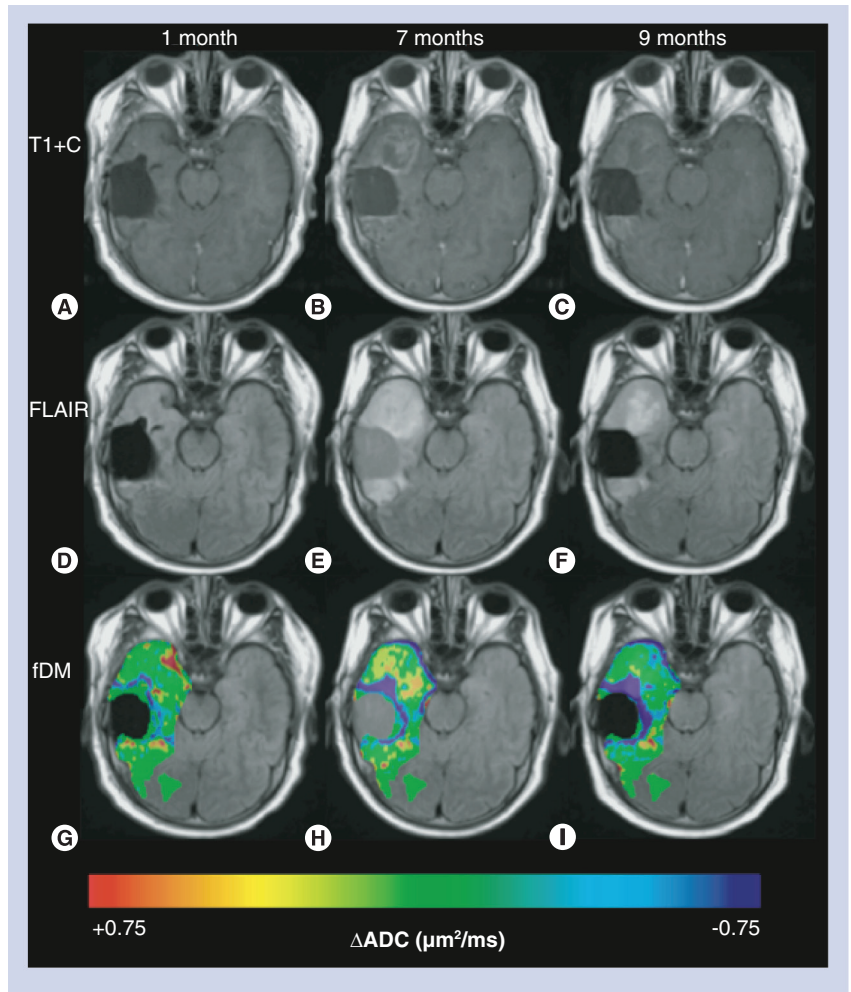 1 month 7 months 9 months
T1+C
A B C
FLAIR
D E F
fDM
G H I
+0.75 -0.75
ΔADC (µm²/ms)